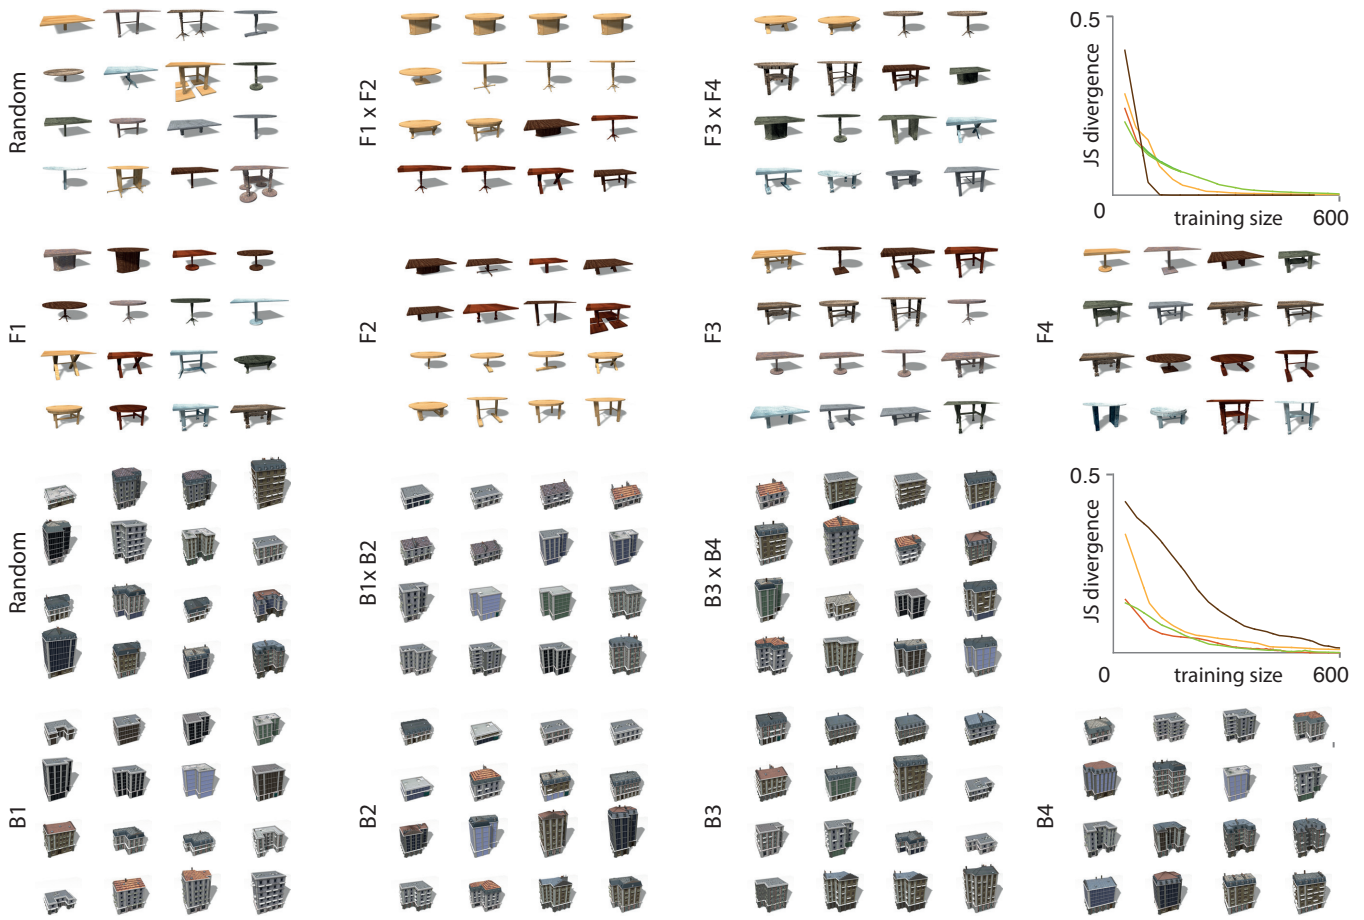 Random
F1 x F2
F3 x F4
0.5
JS divergence
0
training size
600
F1
F2
F3
F4
Random
B1x B2
B3 x B4
0.5
JS divergence
0
training size
600
B1
B2
B3
B4